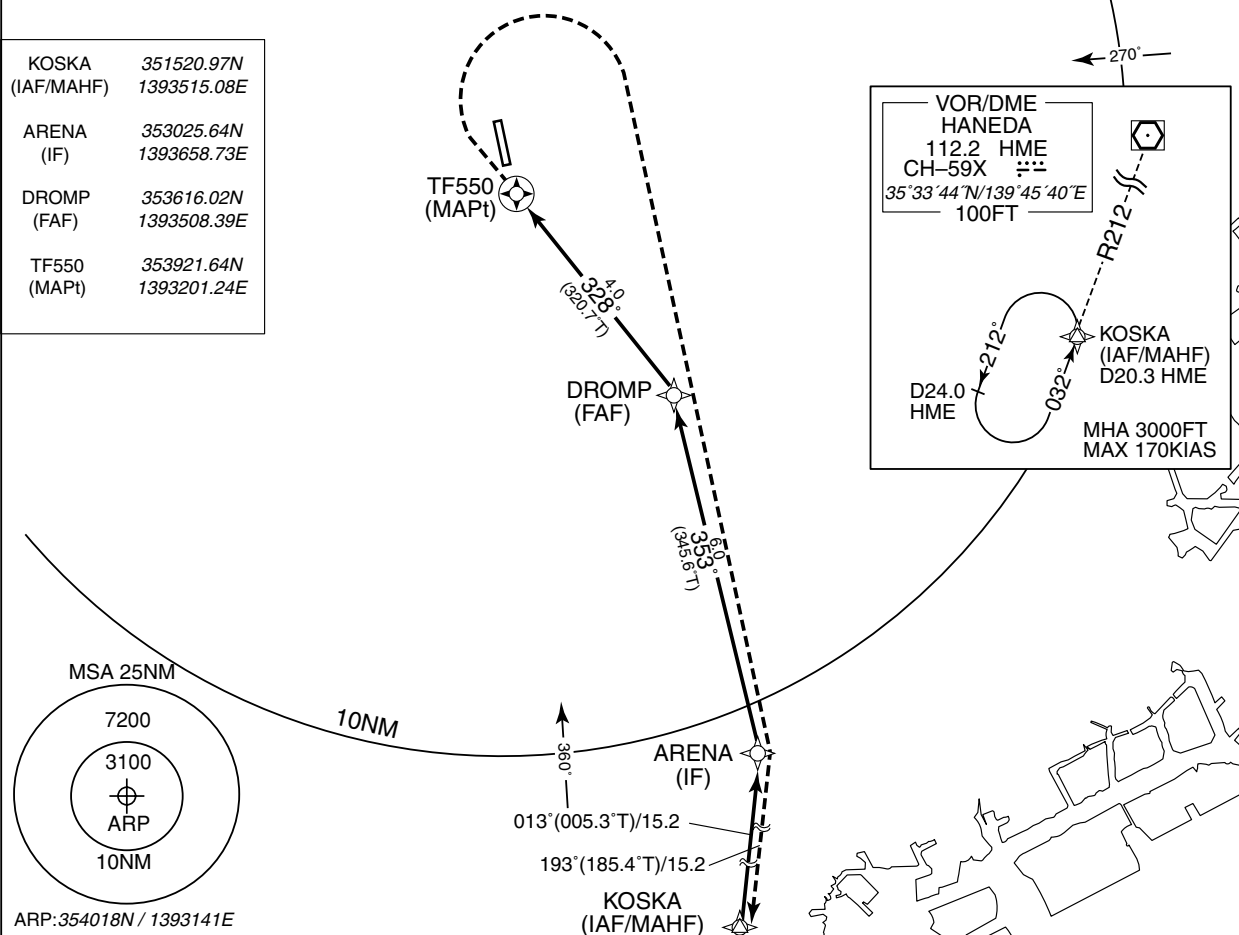 KOSKA 351520.97N
(IAF/MAHF) 1393515.08E
ARENA 353025.64N
(IF) 1393658.73E
DROMP 353616.02N
(FAF) 1393508.39E
TF550 353921.64N
(MAPt) 1393201.24E
270°
VOR/DME
HANEDA
112.2 HME
CH–59X
35°33′44″N/139°45′40″E
100FT
R212
KOSKA
(IAF/MAHF)
D20.3 HME
212°
032°
D24.0
HME
MHA 3000FT
MAX 170KIAS
TF550
(MAPt)
4.0
328°
(320.7°T)
DROMP
(FAF)
6.0
353°
(345.6°T)
10NM
360°
ARENA
(IF)
013°(005.3°T)/15.2
193°(185.4°T)/15.2
KOSKA
(IAF/MAHF)
MSA 25NM
7200
3100
ARP
10NM
ARP:354018N / 1393141E